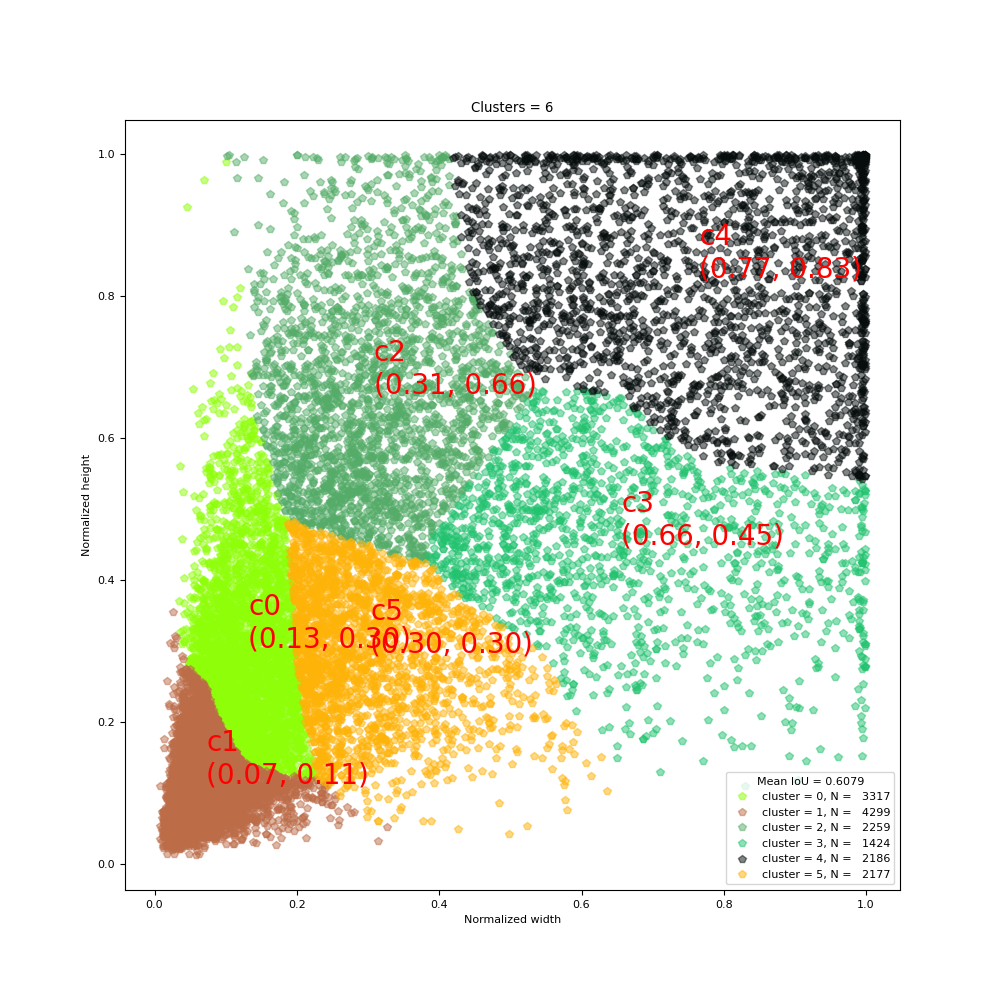 Clusters = 6
1.0
0.8
0.6
0.4
0.2
0.0
Normalized height
c4
(0.77, 0.83)
c2
(0.31, 0.66)
c3
(0.66, 0.45)
c0
(0.13, 0.30)
c5
(0.30, 0.30)
c1
(0.07, 0.11)
Mean IoU = 0.6079
cluster = 0, N = 3317
cluster = 1, N = 4299
cluster = 2, N = 2259
cluster = 3, N = 1424
cluster = 4, N = 2186
cluster = 5, N = 2177
0.0 0.2 0.4 0.6 0.8 1.0
Normalized width